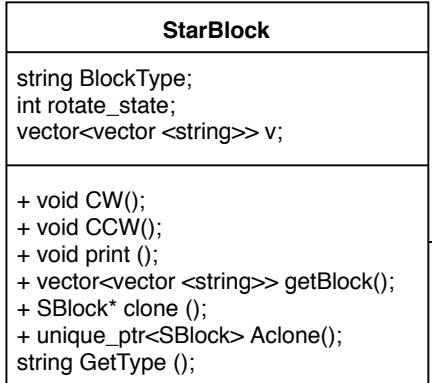 StarBlock
string BlockType;
int rotate_state;
vector<vector <string>> v;
+ void CW();
+ void CCW();
+ void print ();
+ vector<vector <string>> getBlock();
+ SBlock* clone ();
+ unique_ptr<SBlock> Aclone();
string GetType ();